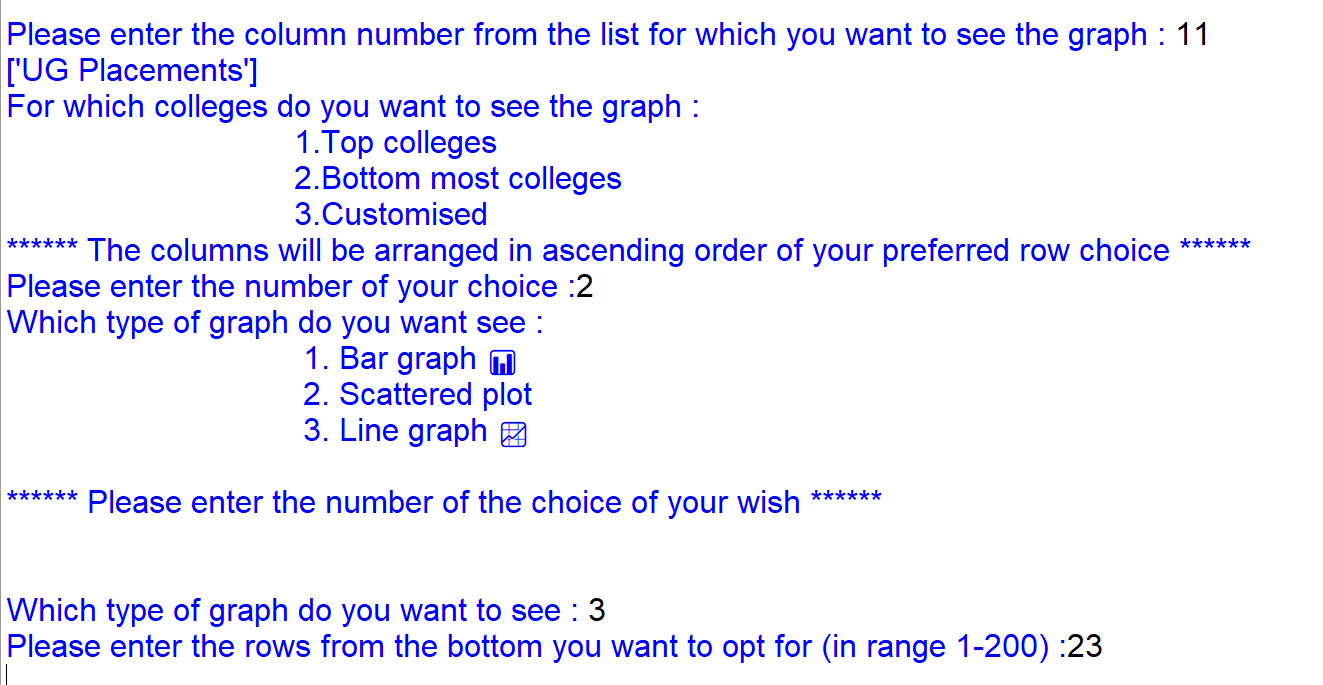 Please enter the column number from the list for which you want to see the graph : 11
['UG Placements']
For which colleges do you want to see the graph :
1.Top colleges
2.Bottom most colleges
3.Customised
****** The columns will be arranged in ascending order of your preferred row choice ******
Please enter the number of your choice :2
Which type of graph do you want see :
1. Bar graph 📊
2. Scattered plot
3. Line graph 📈
****** Please enter the number of the choice of your wish ******
Which type of graph do you want to see : 3
Please enter the rows from the bottom you want to opt for (in range 1-200) :23